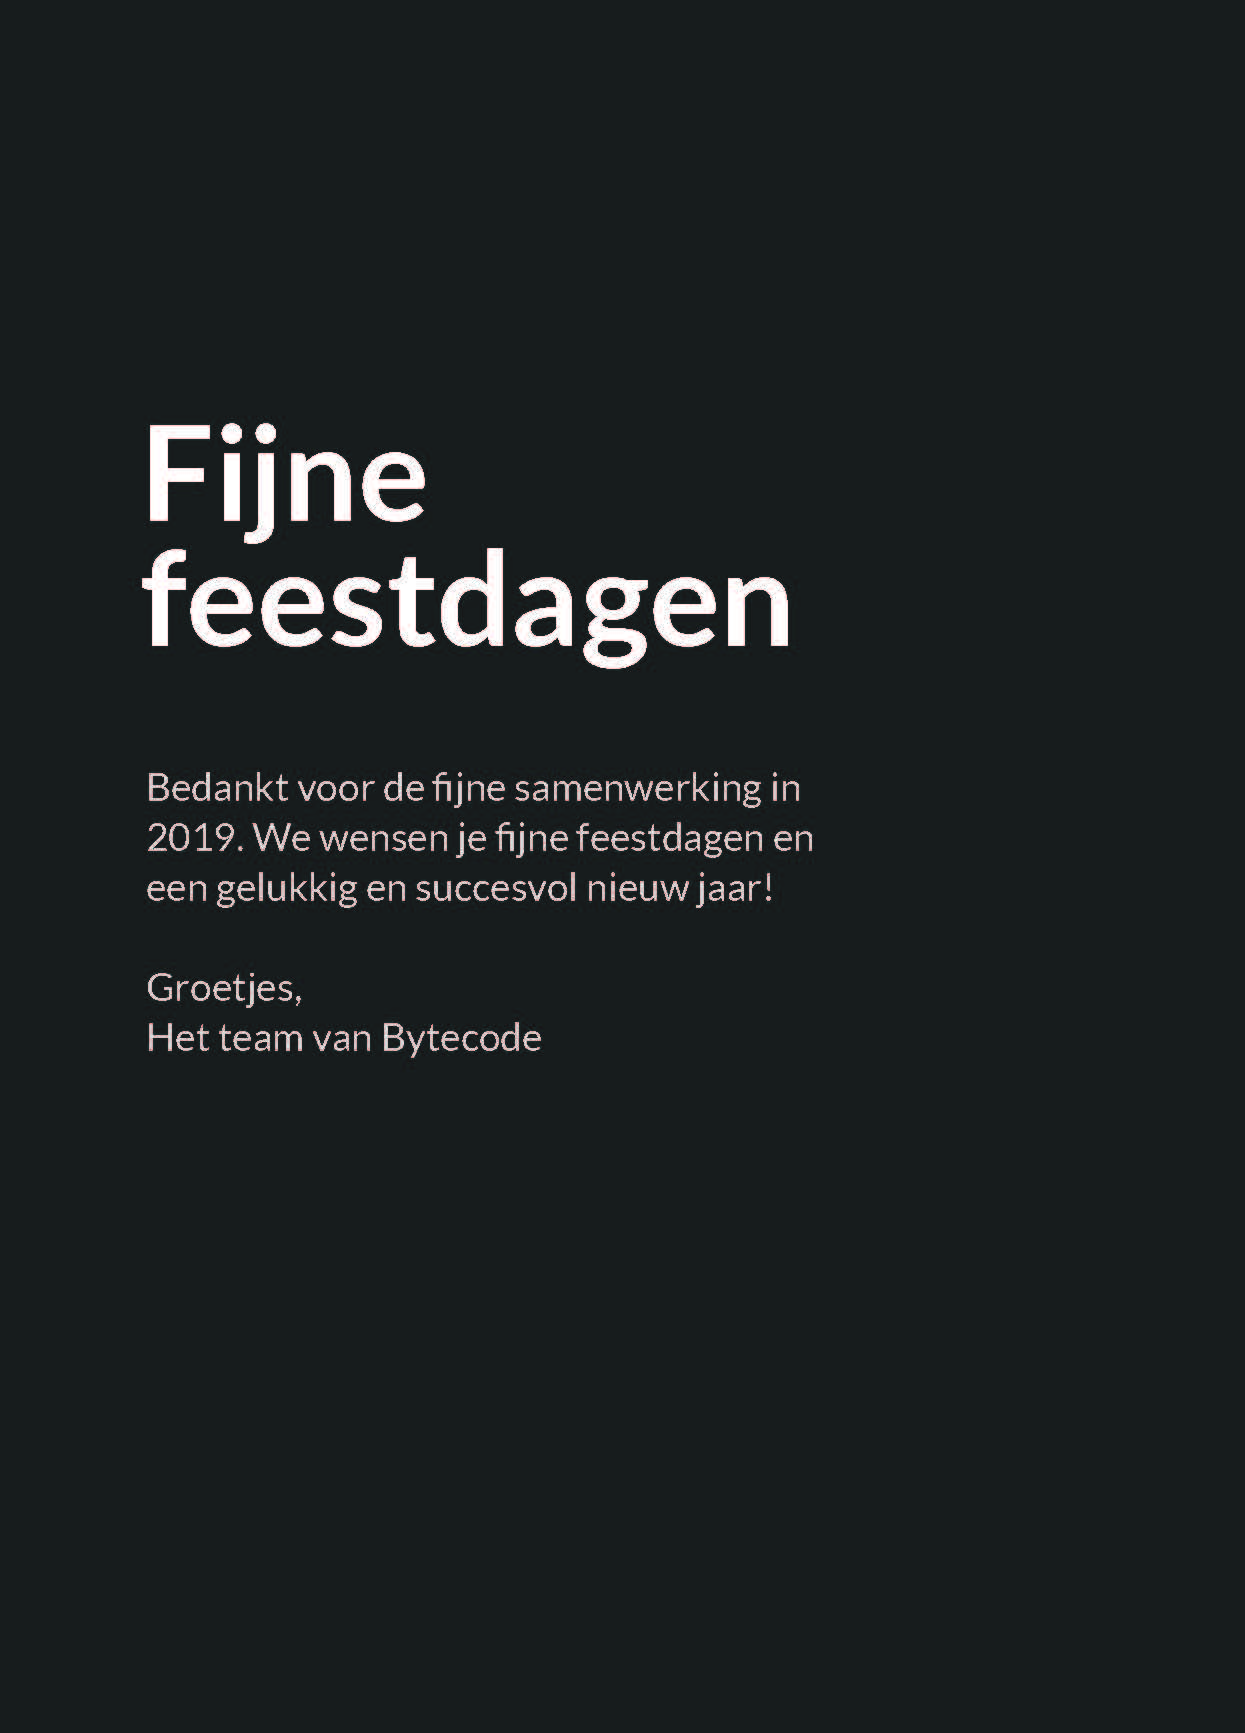 Fijne
feestdagen
Bedankt voor de fijne samenwerking in
2019. We wensen je fijne feestdagen en
een gelukkig en succesvol nieuw jaar!
Groetjes,
Het team van Bytecode